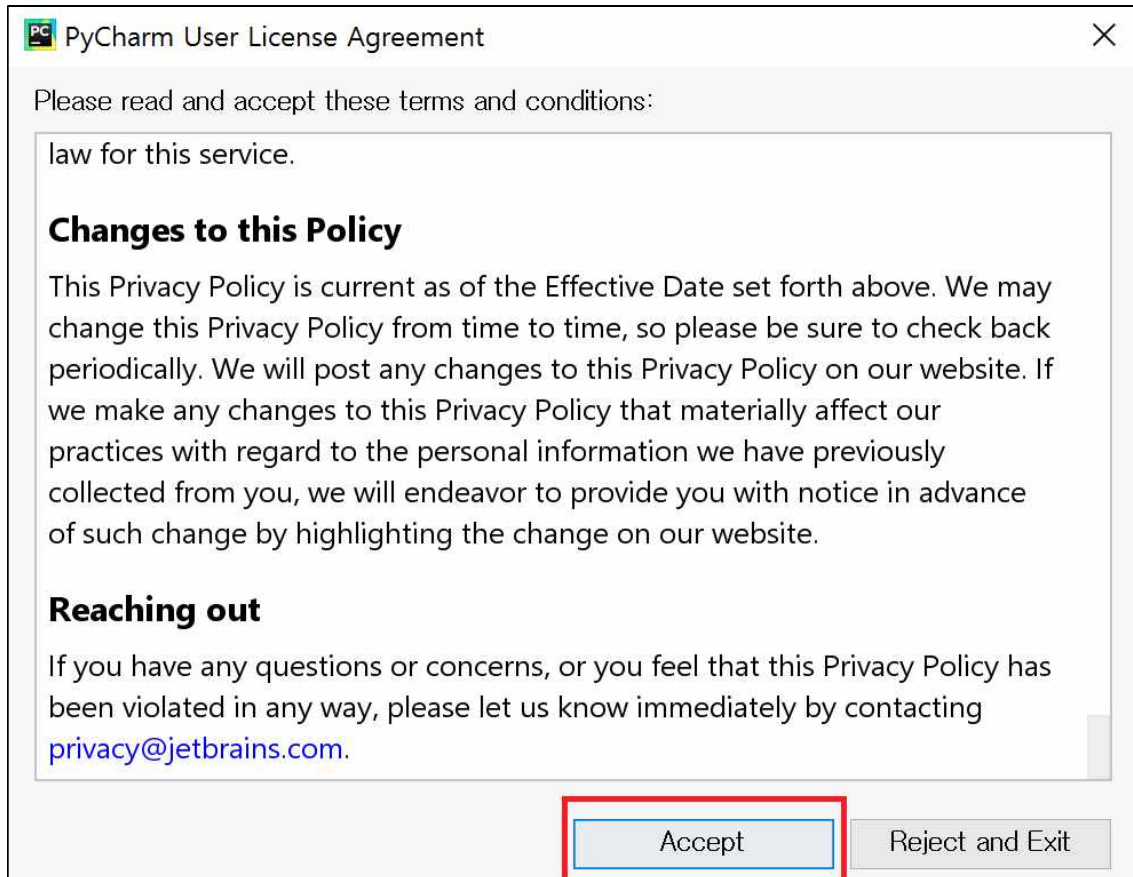 PC
PyCharm User License Agreement
Please read and accept these terms and conditions:
law for this service.
Changes to this Policy
This Privacy Policy is current as of the Effective Date set forth above. We may
change this Privacy Policy from time to time, so please be sure to check back
periodically. We will post any changes to this Privacy Policy on our website. If
we make any changes to this Privacy Policy that materially affect our
practices with regard to the personal information we have previously
collected from you, we will endeavor to provide you with notice in advance
of such change by highlighting the change on our website.
Reaching out
If you have any questions or concerns, or you feel that this Privacy Policy has
been violated in any way, please let us know immediately by contacting
privacy@jetbrains.com.
Accept
Reject and Exit